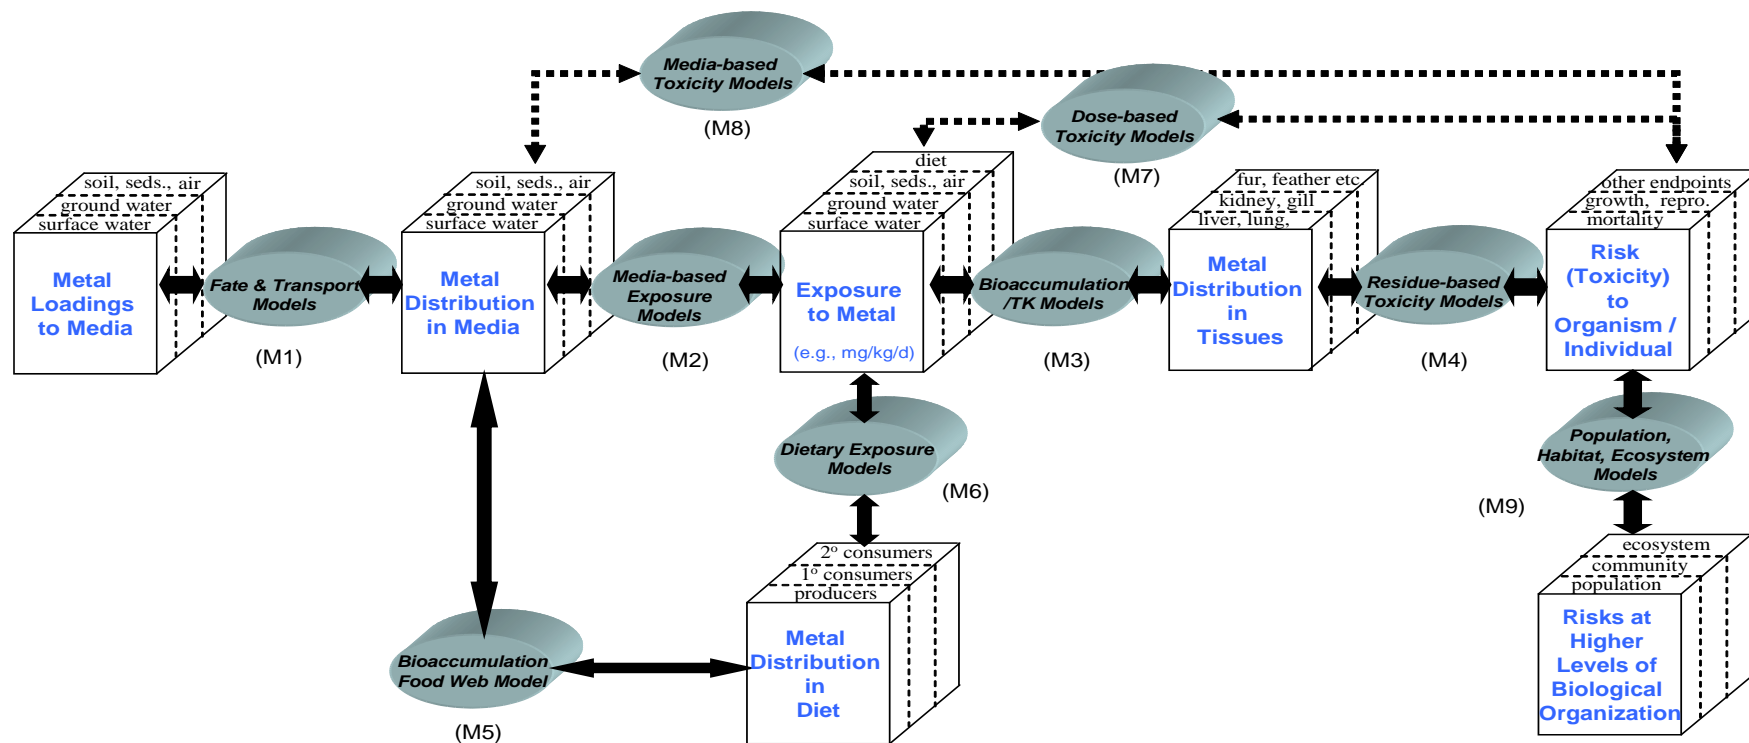 Media-based
Toxicity Models
(M8)
Dose-based
Toxicity Models
(M7)
soil, seds., air
ground water
surface water
Metal
Loadings
to Media
Fate & Transport
Models
(M1)
soil, seds., air
ground water
surface water
Metal
Distribution
in Media
Media-based
Exposure
Models
(M2)
diet
soil, seds., air
ground water
surface water
Exposure
to Metal
(e.g., mg/kg/d)
Bioaccumulation
/TK Models
(M3)
fur, feather etc.
kidney, gill
liver, lung,
Metal
Distribution
in
Tissues
Residue-based
Toxicity Models
(M4)
other endpoints
growth, repro.
mortality
Risk
(Toxicity)
to
Organism /
Individual
Dietary Exposure
Models
(M6)
Population,
Habitat, Ecosystem
Models
(M9)
2º consumers
1º consumers
producers
Metal
Distribution
in
Diet
Bioaccumulation
Food Web Model
(M5)
ecosystem
community
population
Risks at
Higher
Levels of
Biological
Organization